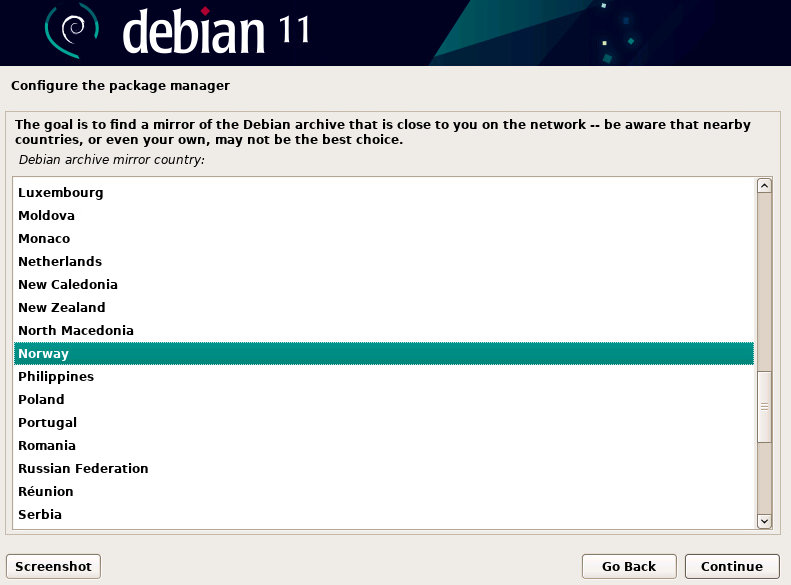 debian 11
Configure the package manager
The goal is to find a mirror of the Debian archive that is close to you on the network -- be aware that nearby
countries, or even your own, may not be the best choice.
Debian archive mirror country:
Luxembourg
Moldova
Monaco
Netherlands
New Caledonia
New Zealand
North Macedonia
Norway
Philippines
Poland
Portugal
Romania
Russian Federation
Réunion
Serbia
Screenshot Go Back Continue